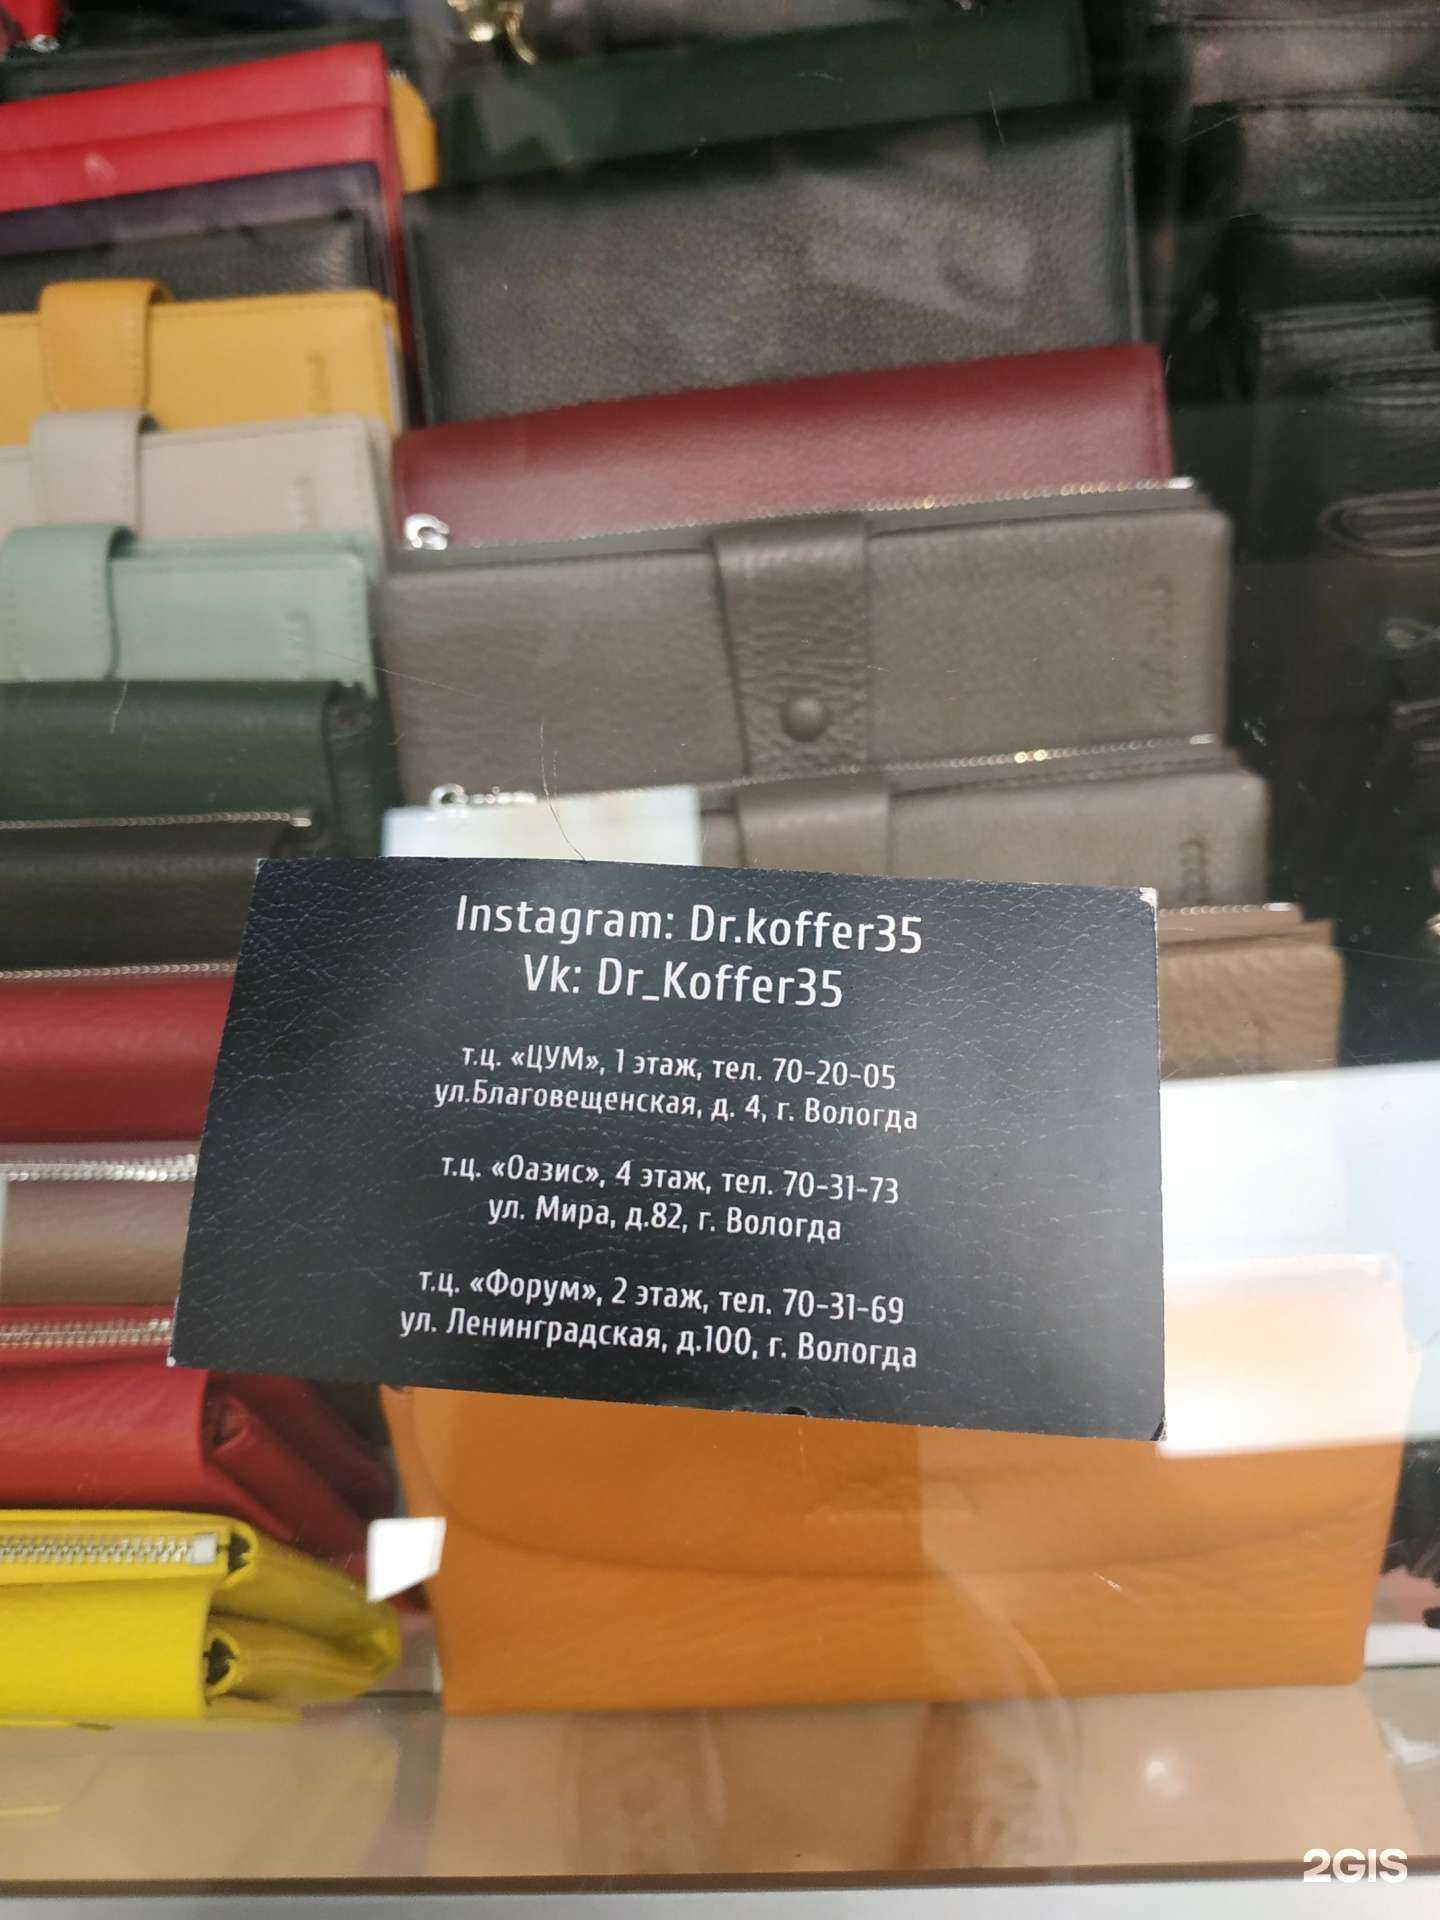 Instagram: Dr.koffer35
Vk: Dr_Koffer35
т.ц. «ЦУМ», 1 этаж, тел. 70-20-05
ул.Благовещенская, д. 4, г. Вологда
т.ц. «Оазис», 4 этаж, тел. 70-31-73
ул. Мира, д.82, г. Вологда
т.ц. «Форум», 2 этаж, тел. 70-31-69
ул. Ленинградская, д.100, г. Вологда
2GIS